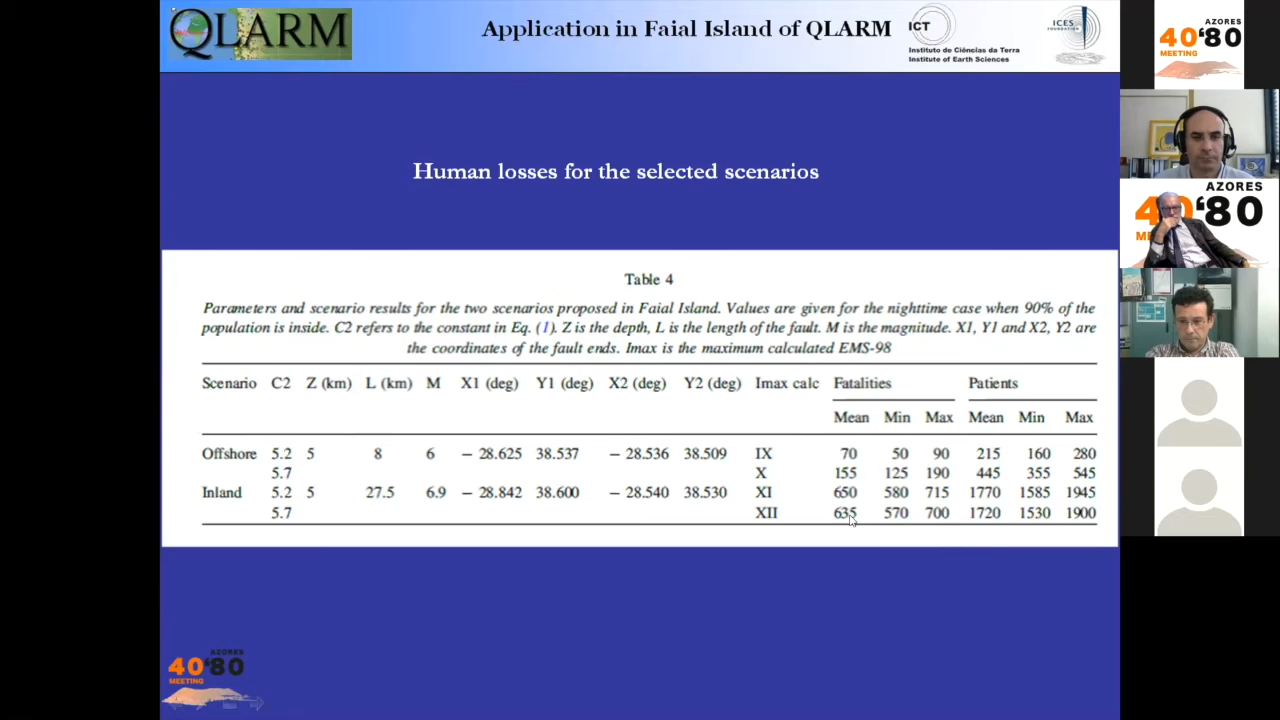 QLARM
Application in Faial Island of QLARM
ICT
Instituto de Ciências da Terra
Institute of Earth Sciences
ICES
FOUNDATION
AZORES
40‘80
MEETING
AZORES
40‘80
ME
Human losses for the selected scenarios
Table 4
Parameters and scenario results for the two scenarios proposed in Faial Island. Values are given for the nighttime case when 90% of the
population is inside. C2 refers to the constant in Eq. (1). Z is the depth, L is the length of the fault. M is the magnitude. X1, Y1 and X2, Y2 are
the coordinates of the fault ends. Imax is the maximum calculated EMS-98
Scenario C2 Z (km) L (km) M X1 (deg) Y1 (deg) X2 (deg) Y2 (deg) Imax calc Fatalities Patients
Mean Min Max Mean Min Max
Offshore 5.2 5 8 6 − 28.625 38.537 − 28.536 38.509 IX 70 50 90 215 160 280
5.7 X 155 125 190 445 355 545
Inland 5.2 5 27.5 6.9 − 28.842 38.600 − 28.540 38.530 XI 650 580 715 1770 1585 1945
5.7 XII 635 570 700 1720 1530 1900
AZORES
40‘80
MEETING